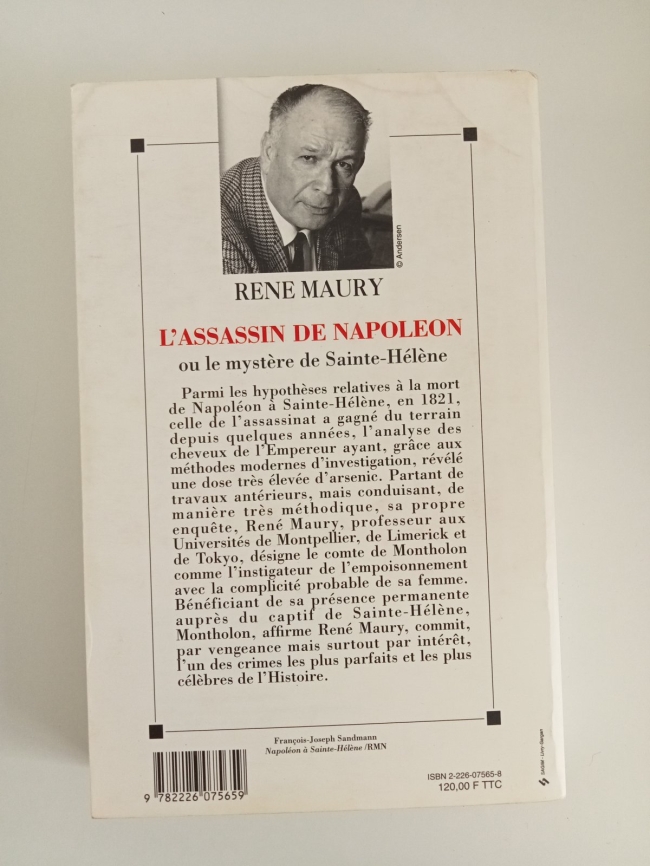 © Andersen
RENE MAURY
L'ASSASSIN DE NAPOLEON
ou le mystère de Sainte-Hélène
Parmi les hypothèses relatives à la mort
de Napoléon à Sainte-Hélène, en 1821,
celle de l'assassinat a gagné du terrain
depuis quelques années, l'analyse des
cheveux de l'Empereur ayant, grâce aux
méthodes modernes d'investigation, révélé
une dose très élevée d'arsenic. Partant de
travaux antérieurs, mais conduisant, de
manière très méthodique, sa propre
enquête, René Maury, professeur aux
Universités de Montpellier, de Limerick et
de Tokyo, désigne le comte de Montholon
comme l'instigateur de l'empoisonnement
avec la complicité probable de sa femme.
Bénéficiant de sa présence permanente
auprès du captif de Sainte-Hélène,
Montholon, affirme René Maury, commit,
par vengeance mais surtout par intérêt,
l'un des crimes les plus parfaits et les plus
célèbres de l'Histoire.
François-Joseph Sandmann
Napoléon à Sainte-Hélène /RMN
9 782226 075659
ISBN 2-226-07565-8
120,00 F TTC